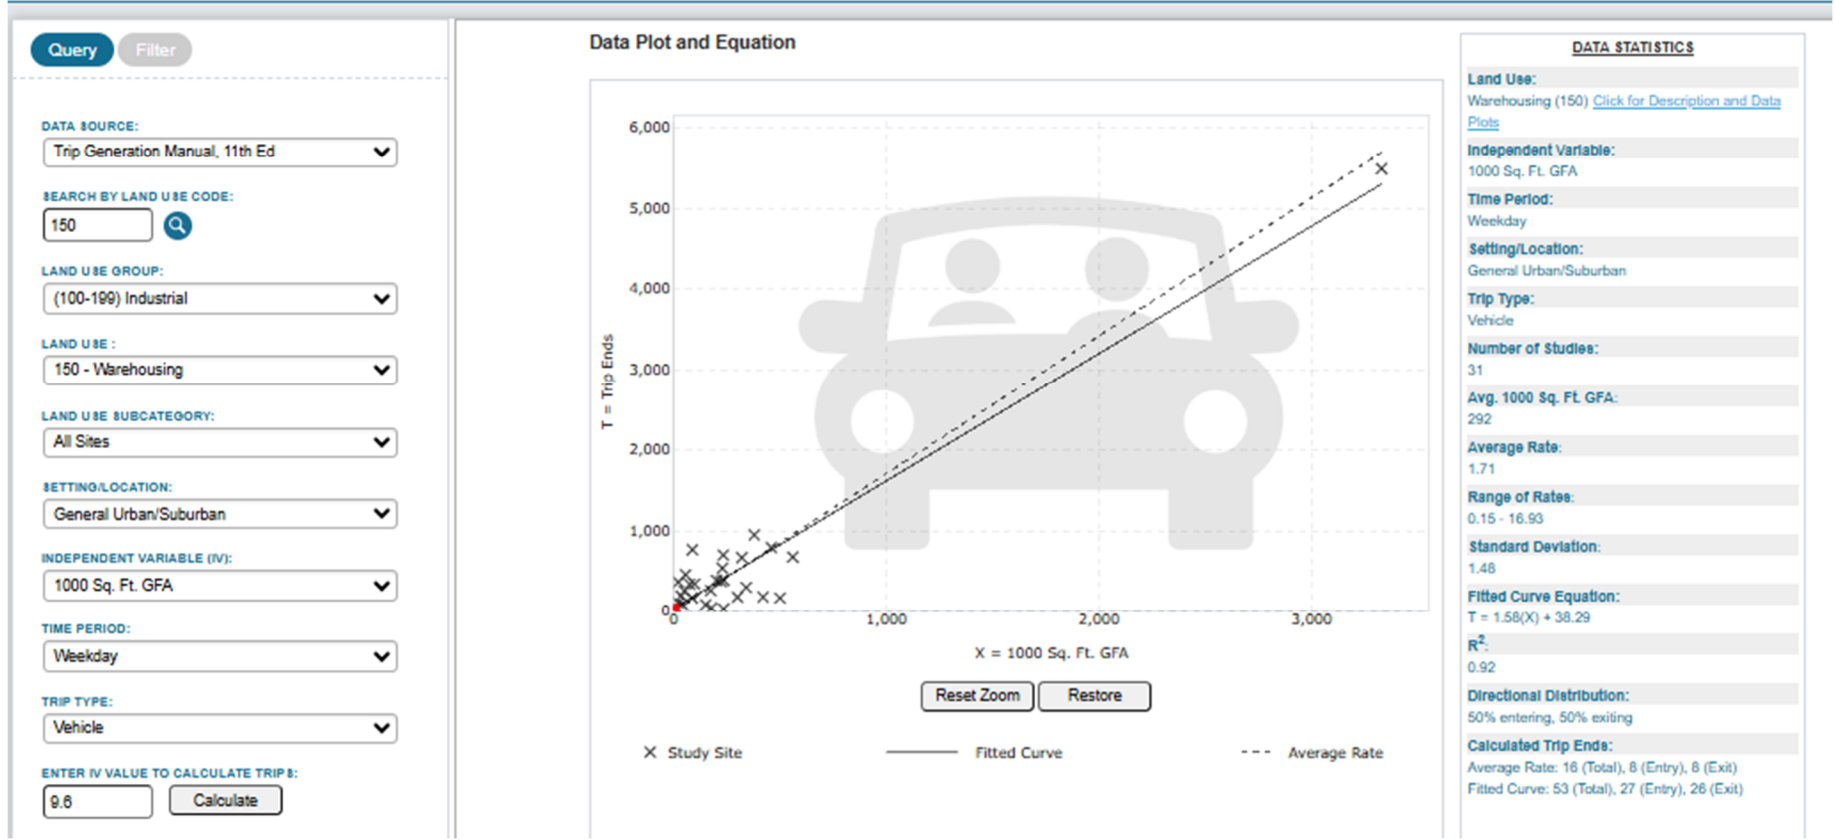 Query
Filter
DATA SOURCE:
Trip Generation Manual, 11th Ed
SEARCH BY LAND USE CODE:
150
LAND USE GROUP:
(100-199) Industrial
LAND USE :
150 - Warehousing
LAND USE SUBCATEGORY:
All Sites
SETTING/LOCATION:
General Urban/Suburban
INDEPENDENT VARIABLE (IV):
1000 Sq. Ft. GFA
TIME PERIOD:
Weekday
TRIP TYPE:
Vehicle
ENTER IV VALUE TO CALCULATE TRIPS:
9.6
Calculate
Data Plot and Equation
6,000
5,000
4,000
3,000
2,000
1,000
0
T = Trip Ends
0
1,000
2,000
3,000
X = 1000 Sq. Ft. GFA
Reset Zoom
Restore
Study Site
Fitted Curve
Average Rate
DATA STATISTICS
Land Use:
Warehousing (150) Click for Description and Data
Plots
Independent Variable:
1000 Sq. Ft. GFA
Time Period:
Weekday
Setting/Location:
General Urban/Suburban
Trip Type:
Vehicle
Number of Studies:
31
Avg. 1000 Sq. Ft. GFA:
292
Average Rate:
1.71
Range of Rates:
0.15 - 16.93
Standard Deviation:
1.48
Fitted Curve Equation:
T = 1.58(X) + 38.29
R²:
0.92
Directional Distribution:
50% entering, 50% exiting
Calculated Trip Ends:
Average Rate: 16 (Total), 8 (Entry), 8 (Exit)
Fitted Curve: 53 (Total), 27 (Entry), 26 (Exit)